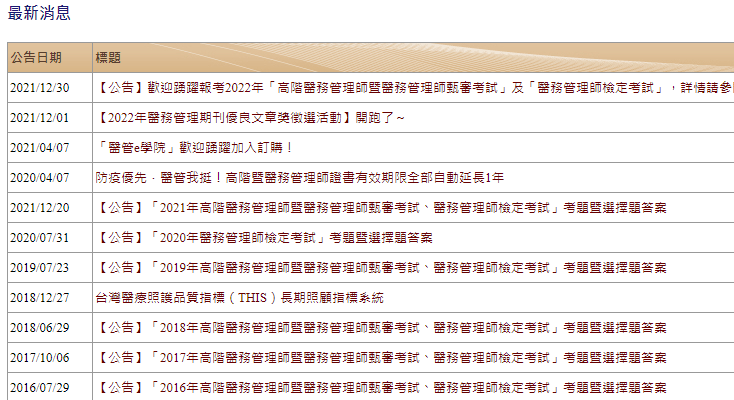 最新消息
公告日期 標題
2021/12/30 【公告】歡迎踴躍報考2022年「高階醫務管理師暨醫務管理師甄審考試」及「醫務管理師檢定考試」，詳情請參
2021/12/01 【2022年醫務管理期刊優良文章獎徵選活動】開跑了～
2021/04/07 「醫管e學院」歡迎踴躍加入訂購！
2020/04/07 防疫優先．醫管我挺！高階暨醫務管理師證書有效期限全部自動延長1年
2021/12/20 【公告】「2021年高階醫務管理師暨醫務管理師甄審考試、醫務管理師檢定考試」考題暨選擇題答案
2020/07/31 【公告】「2020年醫務管理師檢定考試」考題暨選擇題答案
2019/07/23 【公告】「2019年高階醫務管理師暨醫務管理師甄審考試、醫務管理師檢定考試」考題暨選擇題答案
2018/12/27 台灣醫療照護品質指標（THIS）長期照顧指標系統
2018/06/29 【公告】「2018年高階醫務管理師暨醫務管理師甄審考試、醫務管理師檢定考試」考題暨選擇題答案
2017/10/06 【公告】「2017年高階醫務管理師暨醫務管理師甄審考試、醫務管理師檢定考試」考題暨選擇題答案
2016/07/29 【公告】「2016年高階醫務管理師暨醫務管理師甄審考試、醫務管理師檢定考試」考題暨選擇題答案